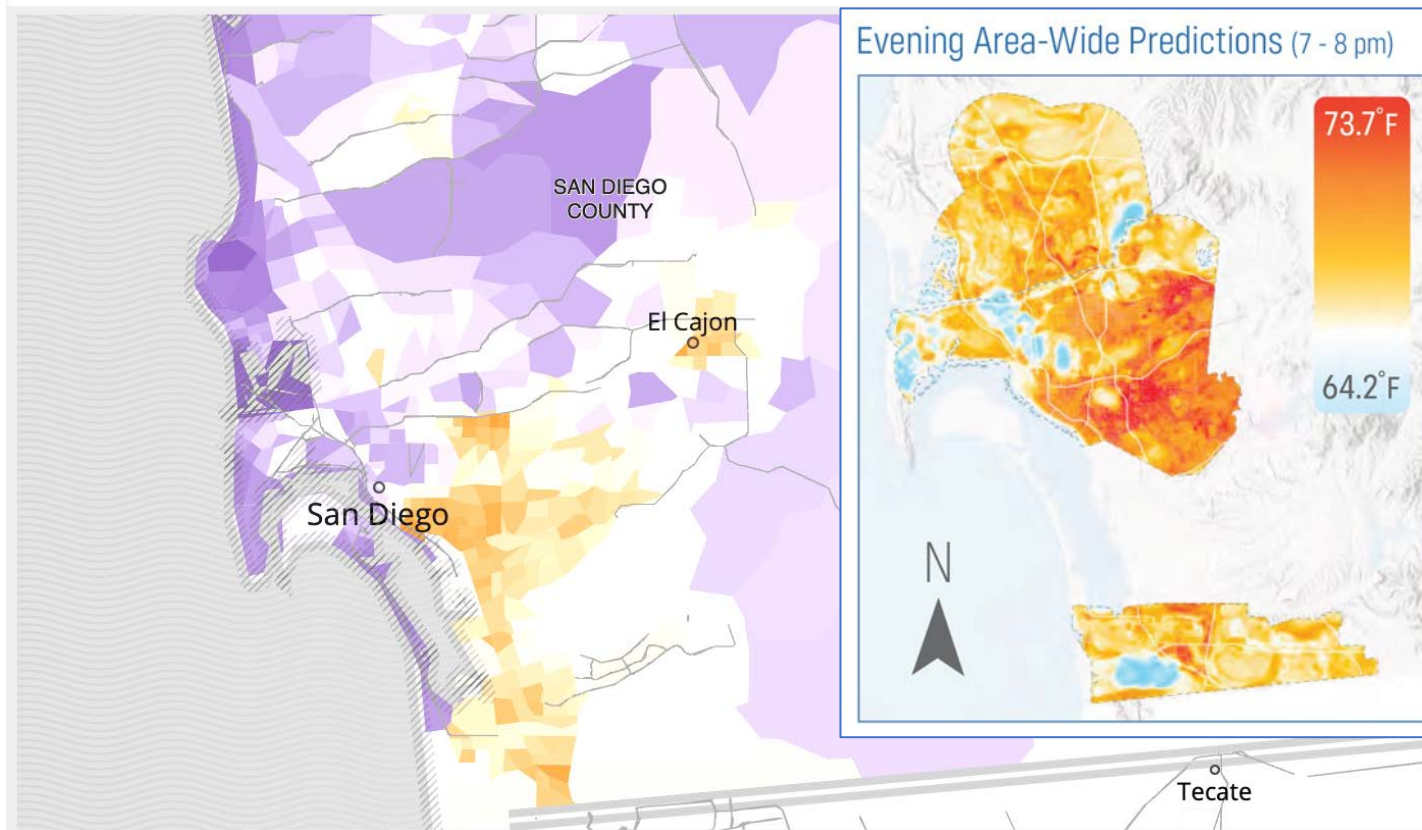 Evening Area-Wide Predictions (7 - 8 pm)
73.7°F
64.2°F
N
SAN DIEGO
COUNTY
El Cajon
San Diego
Tecate